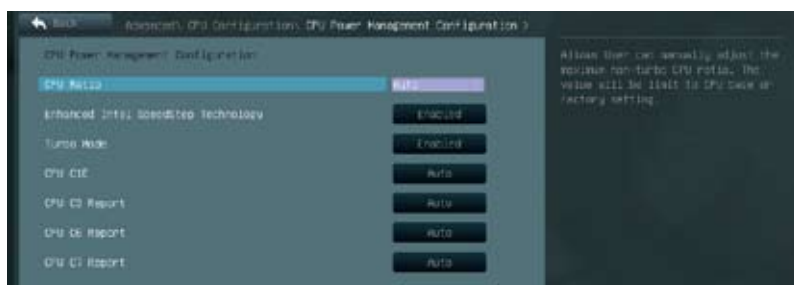 Back Advanced\ CPU Configuration\ CPU Power Management Configuration >
CPU Power Management Configuration
Allows User can manually adjust the
maximum non-turbo CPU ratio. The
value will be limit to CPU base on
factory setting.
CPU Ratio Auto
Enhanced Intel SpeedStep Technology Enabled
Turbo Mode Enabled
CPU C1E Auto
CPU C3 Report Auto
CPU C6 Report Auto
CPU C7 Report Auto